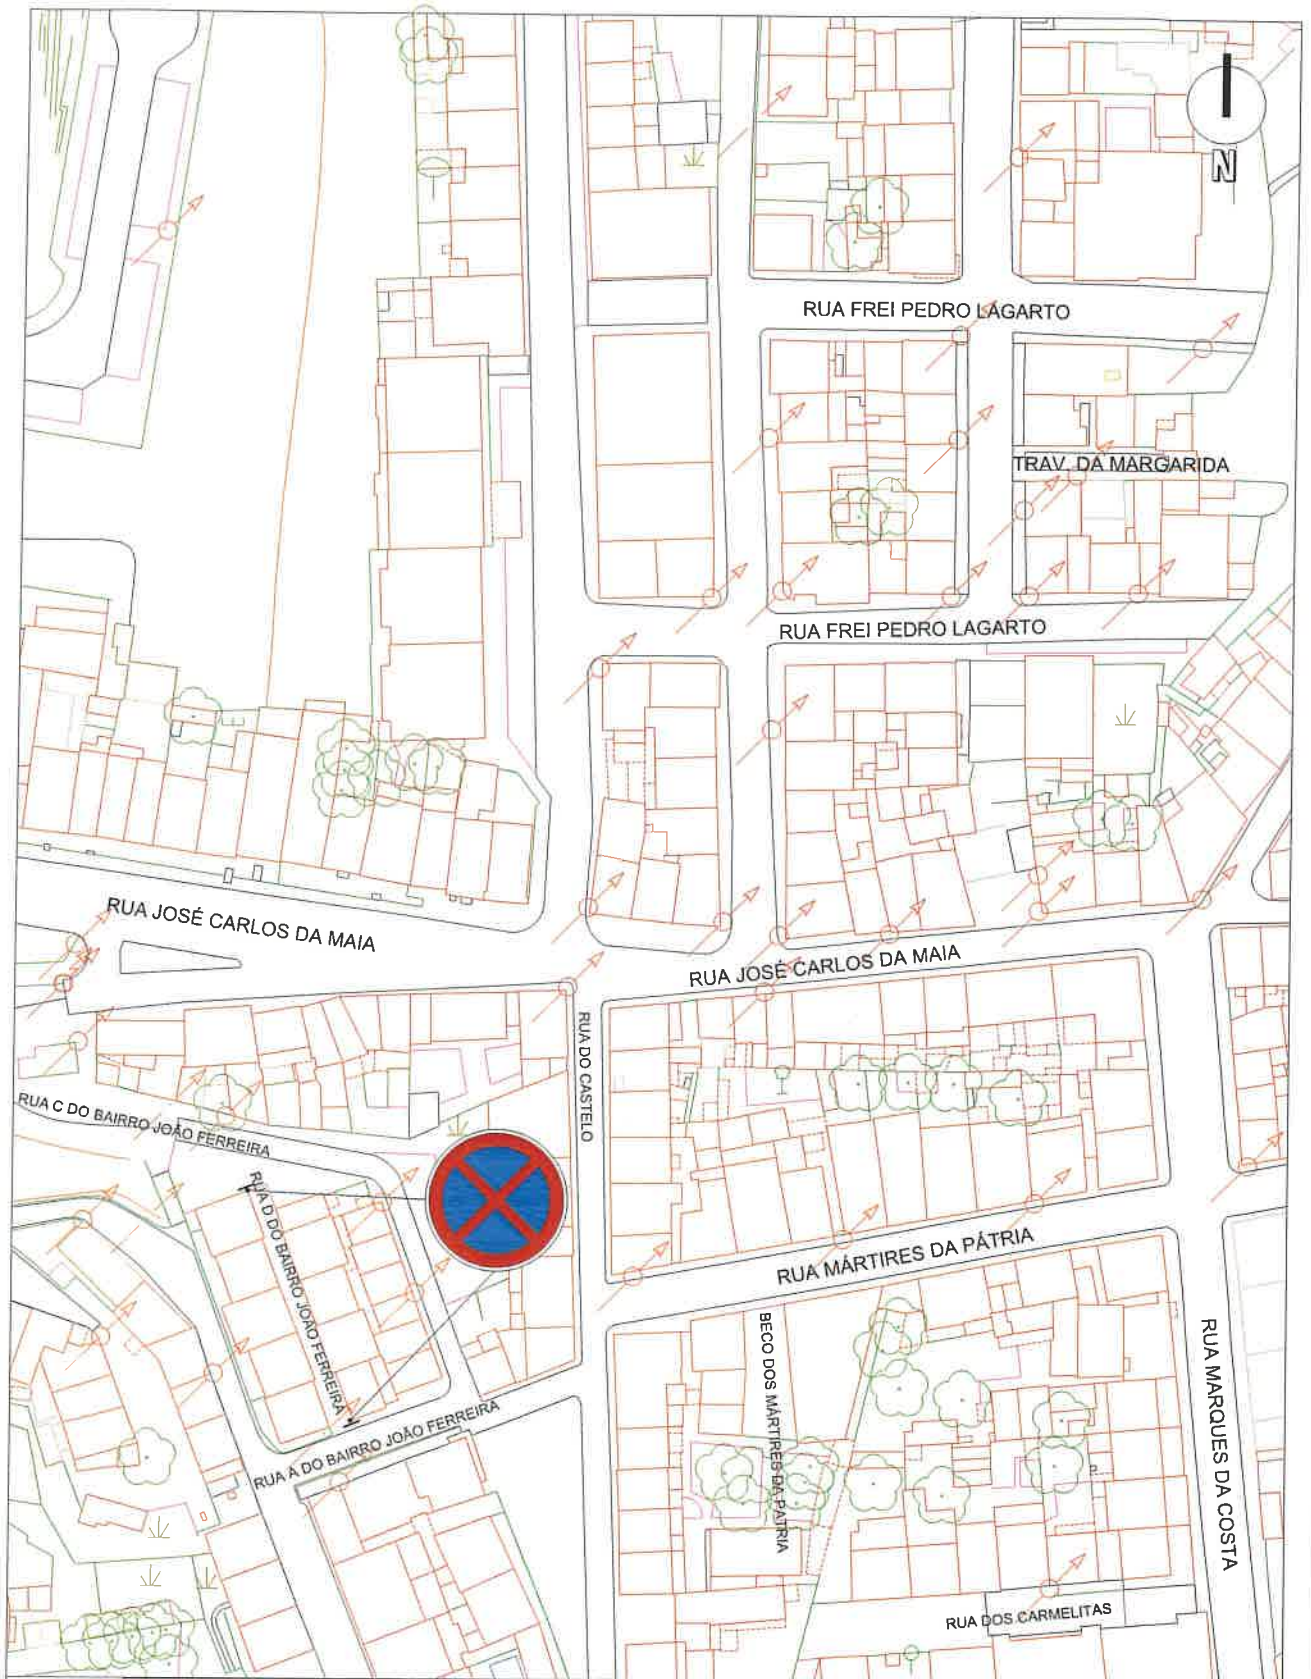 N
RUA FREI PEDRO LAGARTO
TRAV. DA MARGARIDA
RUA FREI PEDRO LAGARTO
RUA JOSÉ CARLOS DA MAIA
RUA JOSÉ CARLOS DA MAIA
RUA DO CASTELO
RUA C DO BAIRRO JOÃO FERREIRA
RUA D DO BAIRRO JOÃO FERREIRA
RUA MÁRTIRES DA PÁTRIA
BECO DOS MÁRTIRES DA PATRIA
RUA MARQUES DA COSTA
RUA A DO BAIRRO JOÃO FERREIRA
RUA DOS CARMELITAS